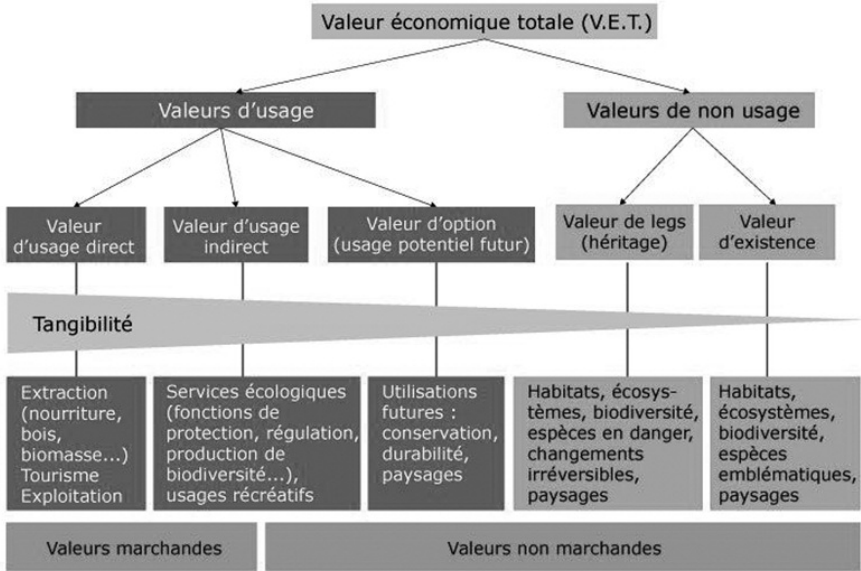 Valeur économique totale (V.E.T.)
Valeurs d'usage
Valeurs de non usage
Valeur
d'usage direct
Valeur d'usage
indirect
Valeur d'option
(usage potentiel futur)
Valeur de legs
(héritage)
Valeur
d'existence
Tangibilité
Extraction
(nourriture,
bois,
biomasse...)
Tourisme
Exploitation
Services écologiques
(fonctions de
protection, régulation,
production de
biodiversité...),
usages récréatifs
Utilisations
futures :
conservation,
durabilité,
paysages
Habitats, écosys-
tèmes, biodiversité,
espèces en danger,
changements
irréversibles,
paysages
Habitats,
écosystèmes,
biodiversité,
espèces
emblématiques,
paysages
Valeurs marchandes
Valeurs non marchandes